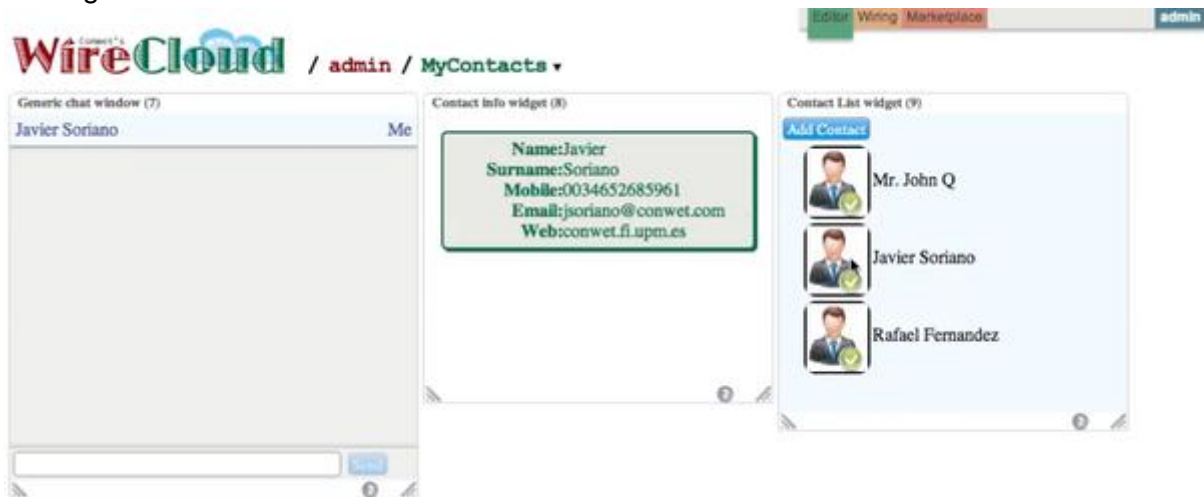 Editor Wiring Marketplace admin
Conwet's
WireCloud / admin / MyContacts
Generic chat window (7)
Javier Soriano Me
Send
Contact info widget (8)
Name:Javier
Surname:Soriano
Mobile:0034652685961
Email:jsoriano@conwet.com
Web:conwet.fi.upm.es
Contact List widget (9)
Add Contact
Mr. John Q
Javier Soriano
Rafael Fernandez